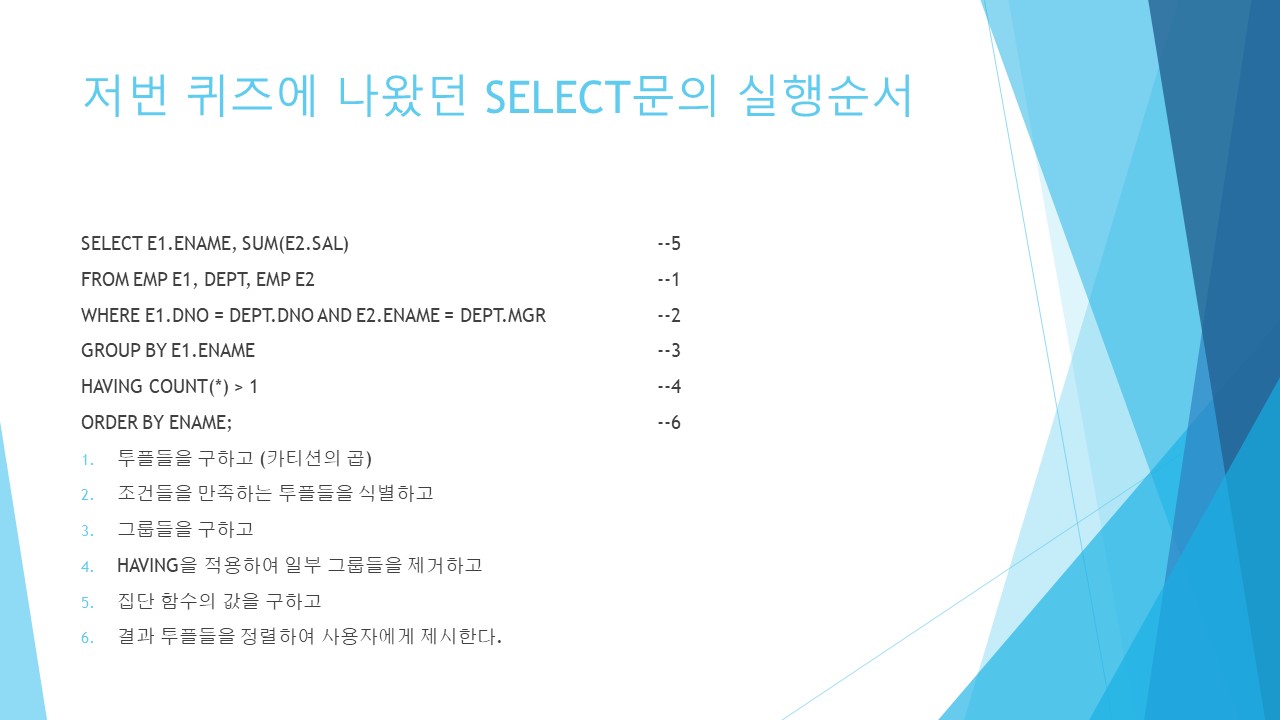 저번 퀴즈에 나왔던 SELECT문의 실행순서
SELECT E1.ENAME, SUM(E2.SAL) --5
FROM EMP E1, DEPT, EMP E2 --1
WHERE E1.DNO = DEPT.DNO AND E2.ENAME = DEPT.MGR --2
GROUP BY E1.ENAME --3
HAVING COUNT(*) > 1 --4
ORDER BY ENAME; --6
1. 투플들을 구하고 (카티션의 곱)
2. 조건들을 만족하는 투플들을 식별하고
3. 그룹들을 구하고
4. HAVING을 적용하여 일부 그룹들을 제거하고
5. 집단 함수의 값을 구하고
6. 결과 투플들을 정렬하여 사용자에게 제시한다.